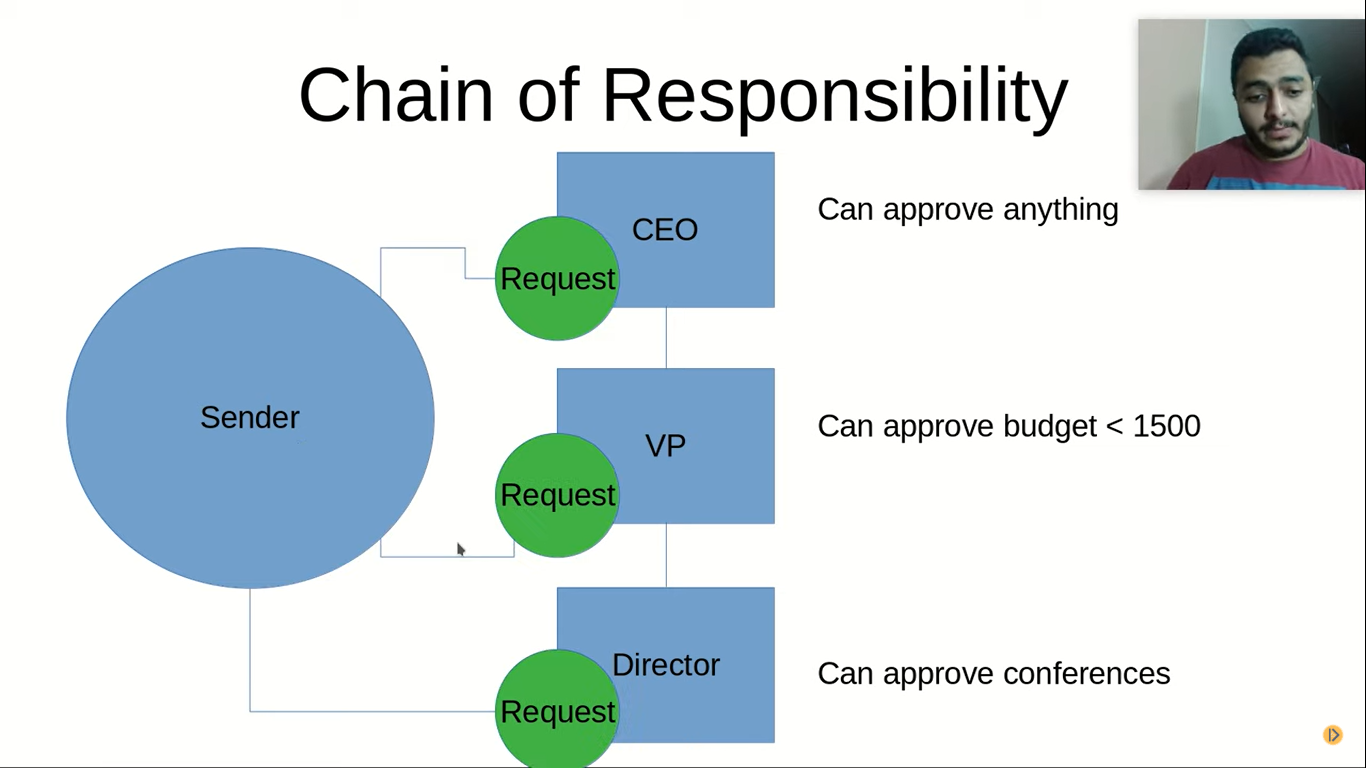 Chain of Responsibility
CEO
Can approve anything
Request
Sender
VP
Can approve budget < 1500
Request
Director
Can approve conferences
Request